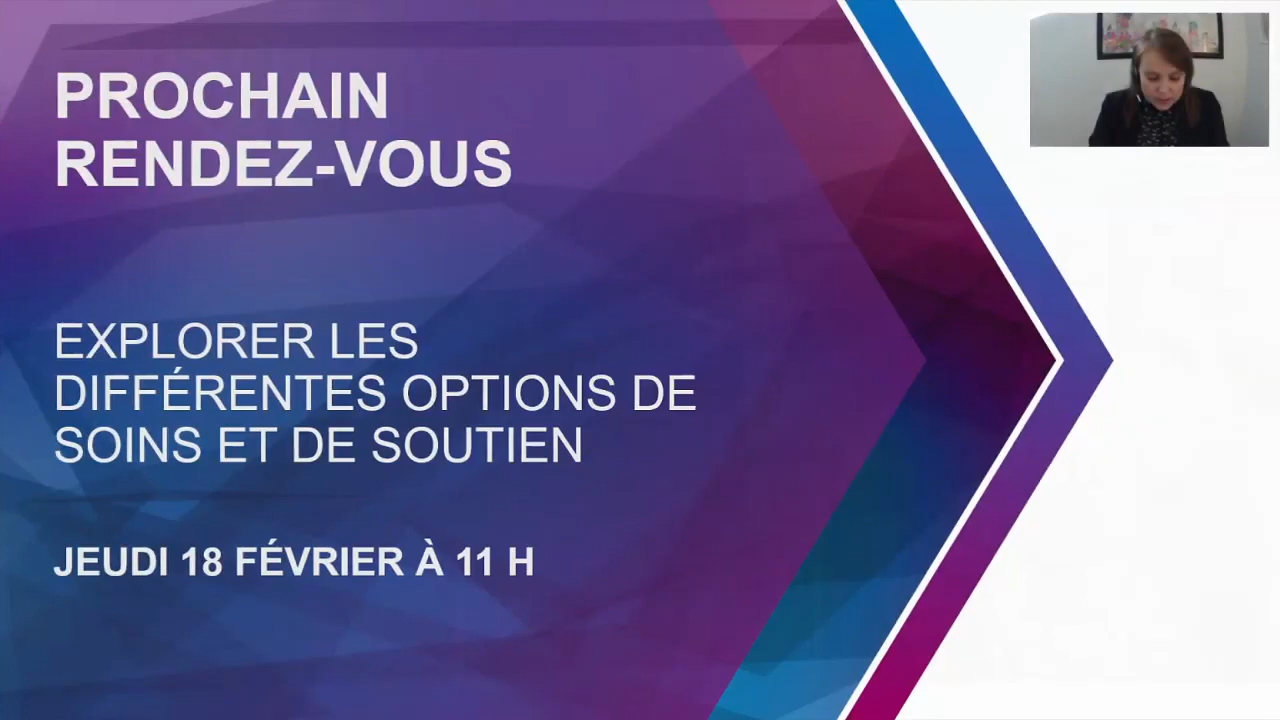 PROCHAIN
RENDEZ-VOUS
EXPLORER LES
DIFFÉRENTES OPTIONS DE
SOINS ET DE SOUTIEN
JEUDI 18 FÉVRIER À 11 H